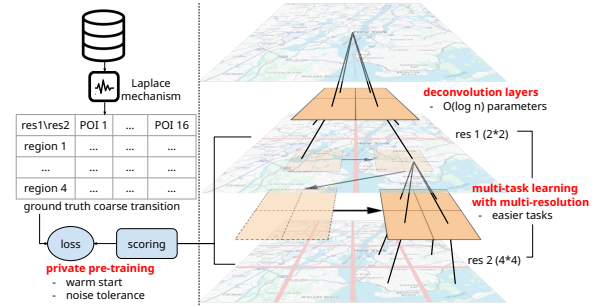 Laplace
mechanism
res1\res2 POI 1 ... POI 16
region 1 ... ... ...
... ... ... ...
region 4 ... ... ...
ground truth coarse transition
loss
scoring
private pre-training
- warm start
- noise tolerance
deconvolution layers
- O(log n) parameters
res 1 (2*2)
multi-task learning
with multi-resolution
- easier tasks
res 2 (4*4)